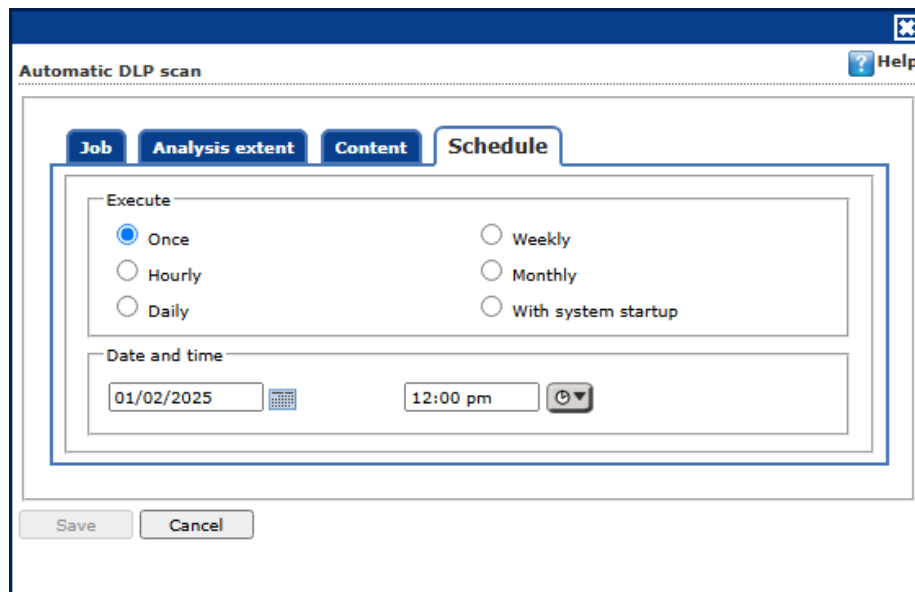 Automatic DLP scan
Help
Job Analysis extent Content Schedule
Execute
Once Weekly
Hourly Monthly
Daily With system startup
Date and time
01/02/2025 12:00 pm
Save Cancel